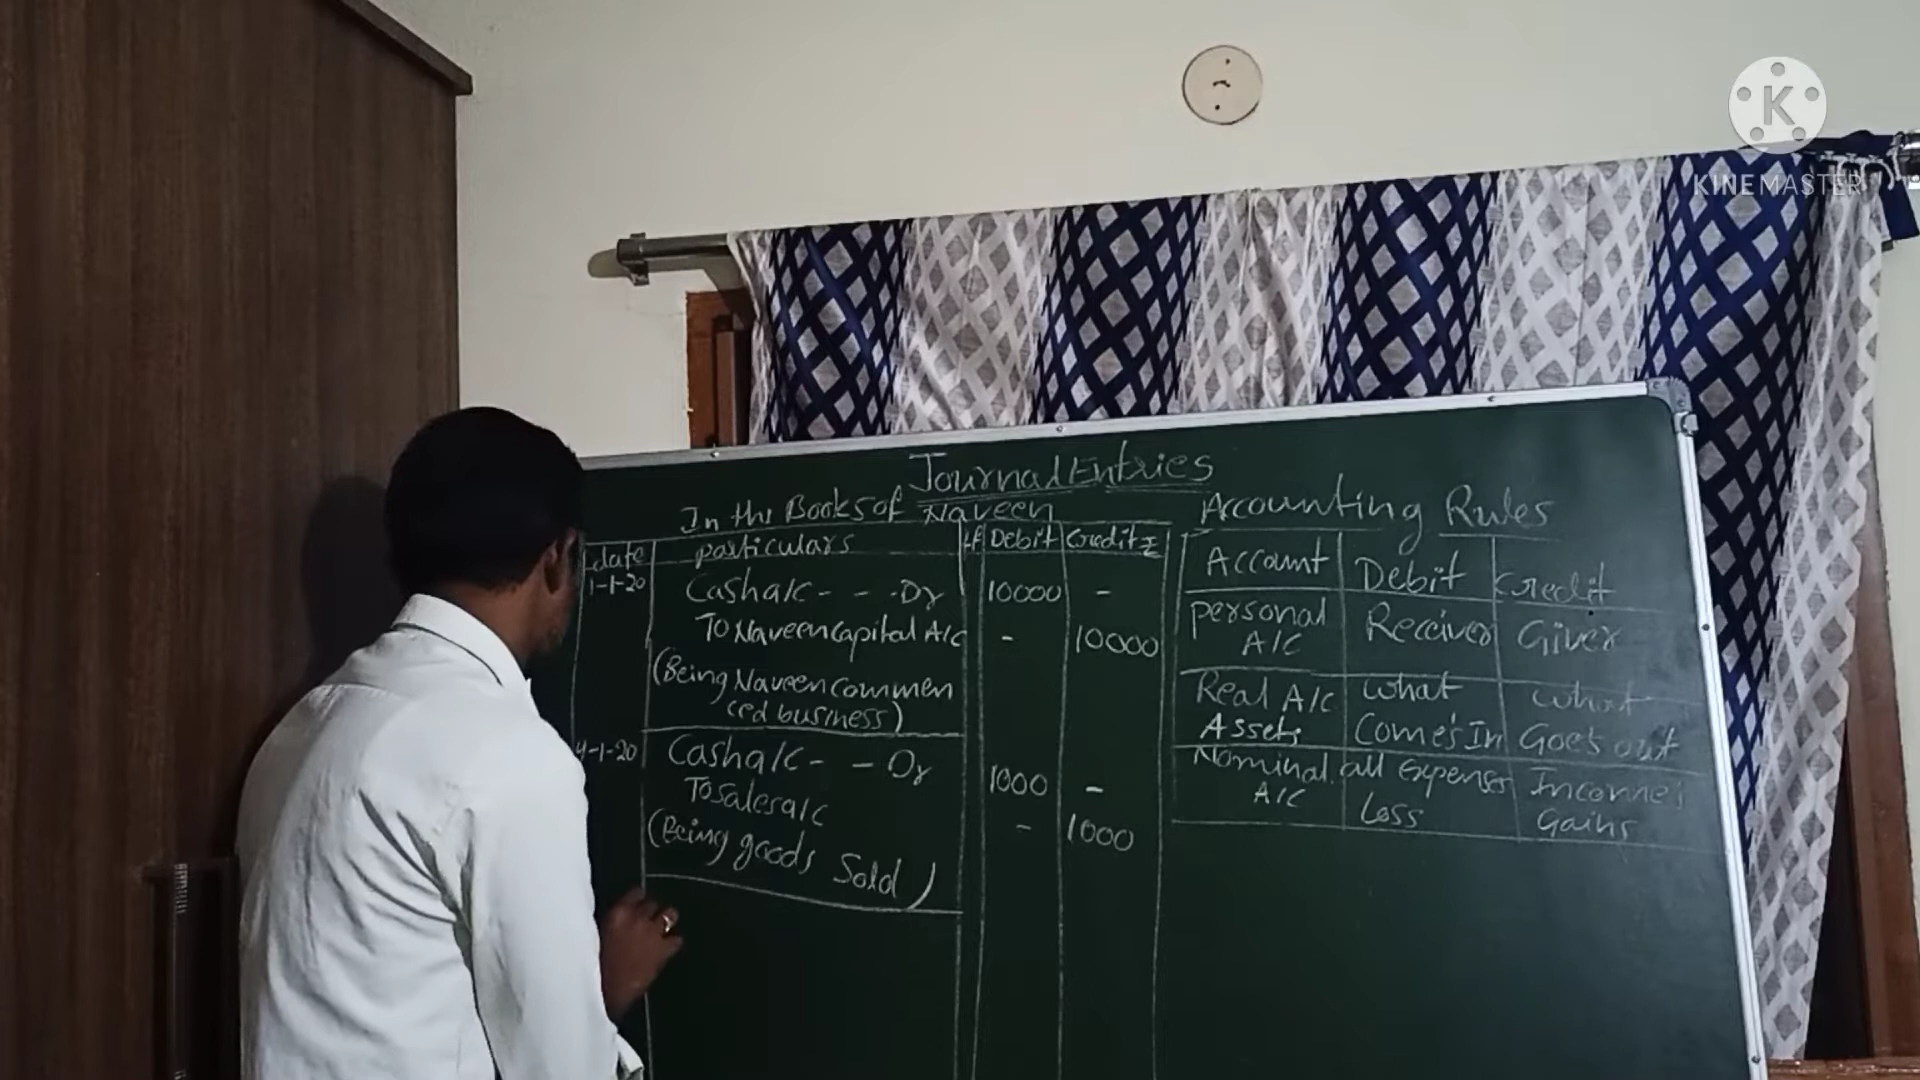 K
KINEMASTER
Journal Entries
In the Books of Naveen
date particulars LF Debit Credit
1-1-20 Cash a/c - - Dr 10000 -
To Naveen capital A/C - 10000
(Being Naveen commen
ced business)
4-1-20 Cash a/c - - Dr 1000 -
To sales a/c - 1000
(Being goods Sold)
Accounting Rules
Account Debit Credit
personal Receiver Giver
A/C
Real A/C what what
Assets Come's In Goes out
Nominal all expenses Income's
A/C Loss Gains